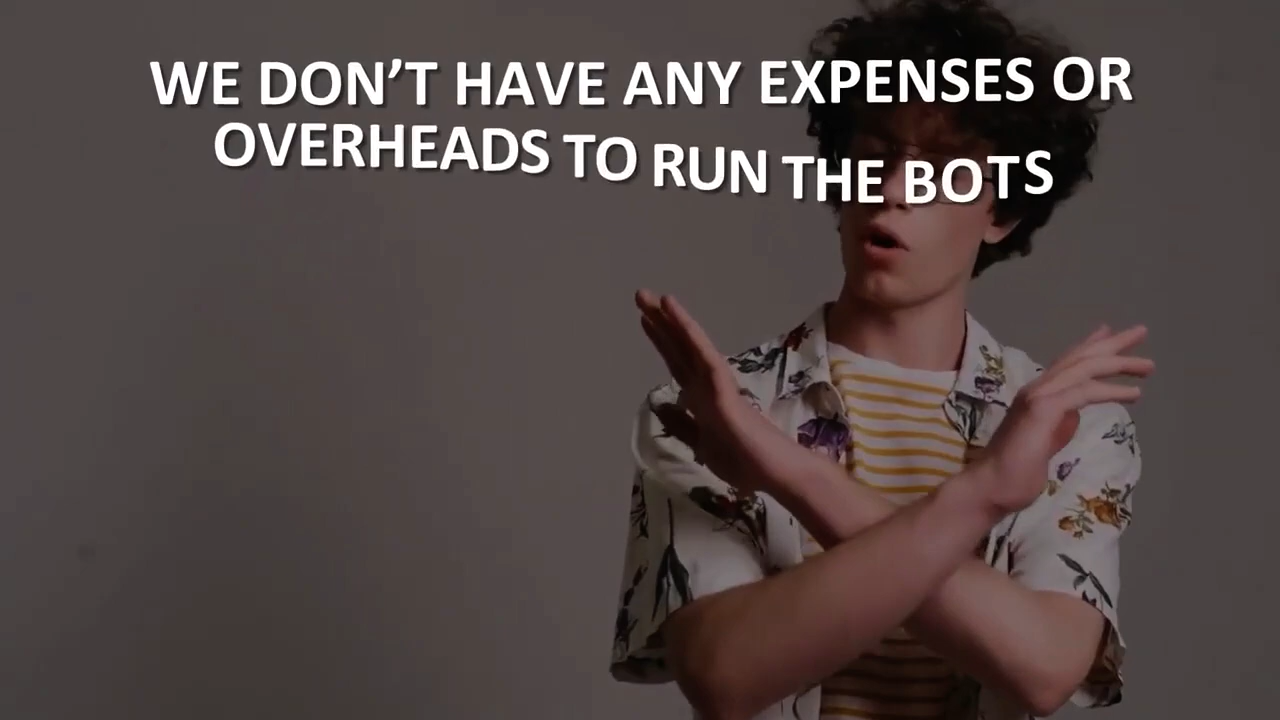 WE DON’T HAVE ANY EXPENSES OR
OVERHEADS TO RUN THE BOTS